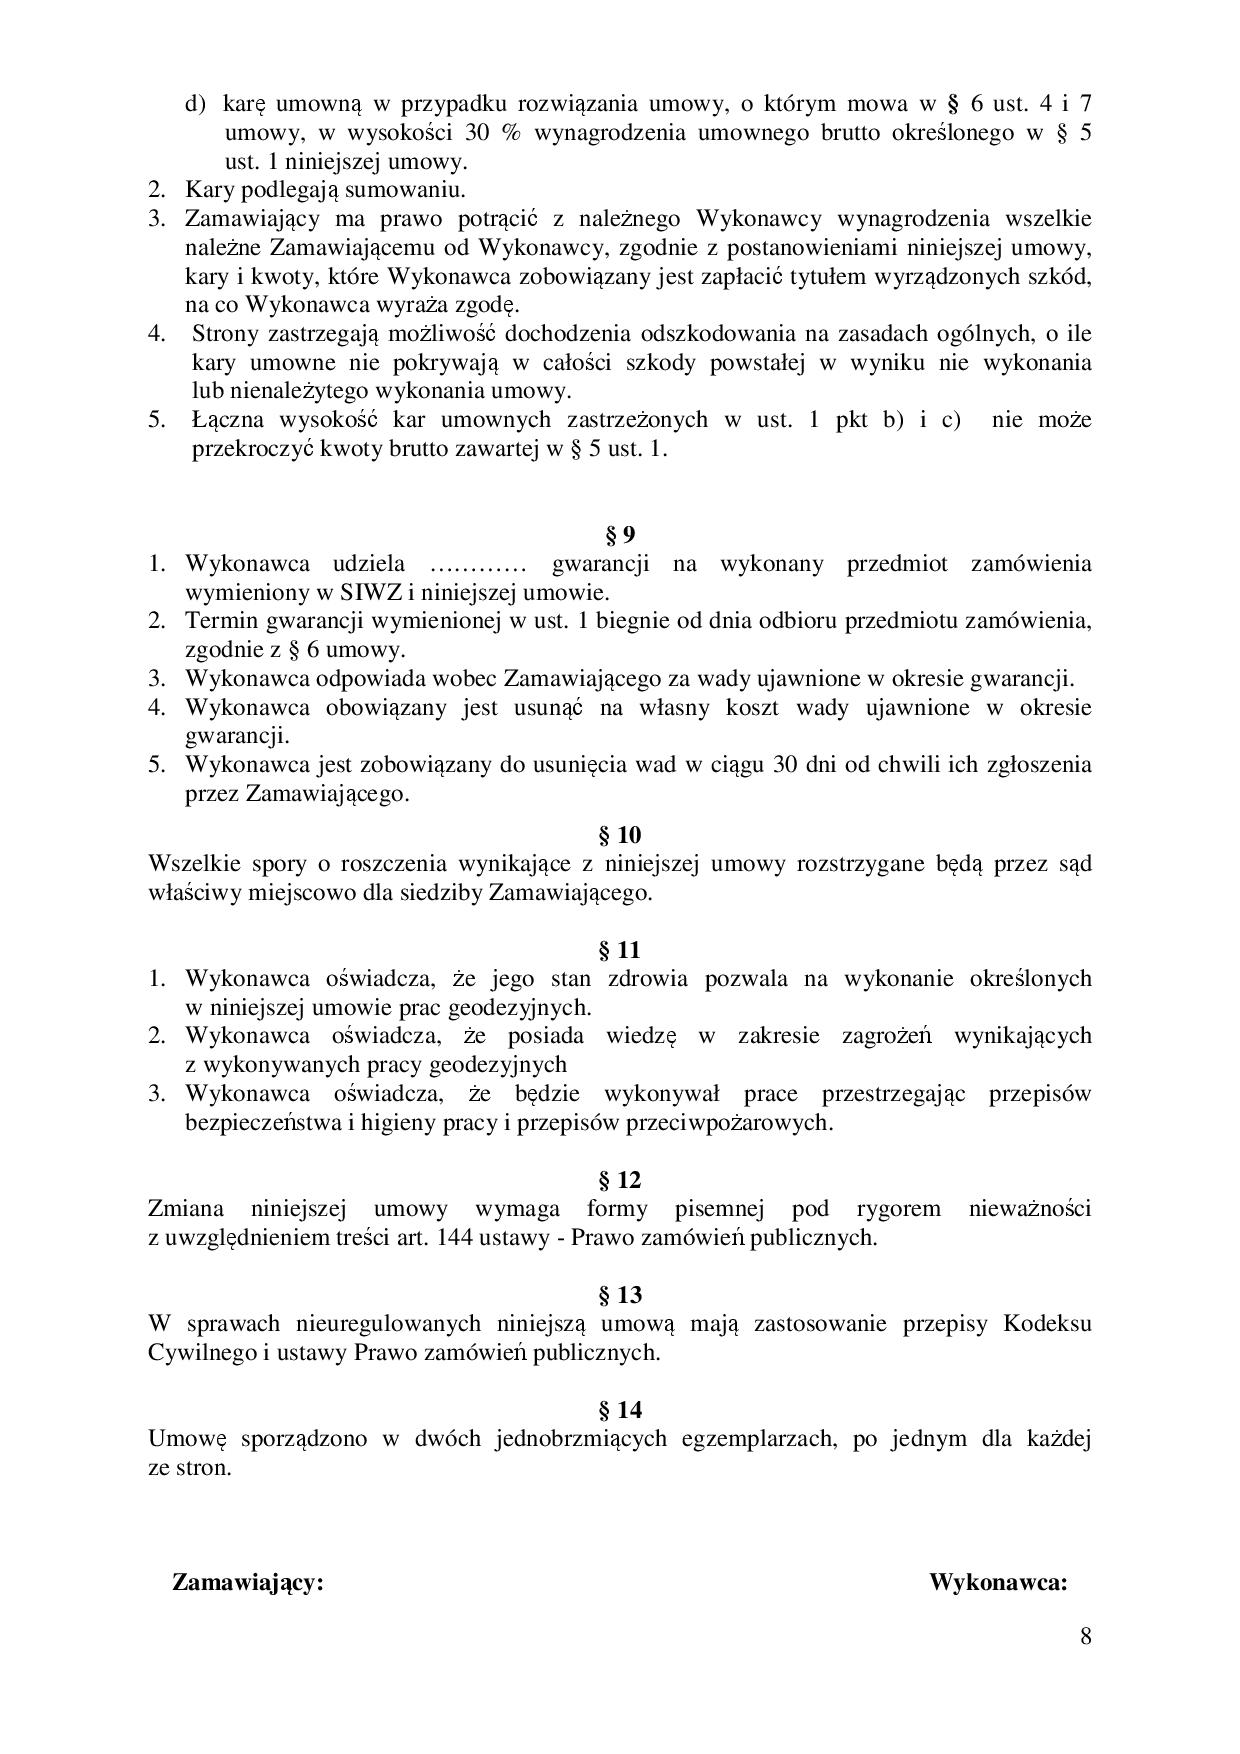 d) karę umowną w przypadku rozwiązania umowy, o którym mowa w § 6 ust. 4 i 7
umowy, w wysokości 30 % wynagrodzenia umownego brutto określonego w § 5
ust. 1 niniejszej umowy.
2. Kary podlegają sumowaniu.
3. Zamawiający ma prawo potrącić z należnego Wykonawcy wynagrodzenia wszelkie
należne Zamawiającemu od Wykonawcy, zgodnie z postanowieniami niniejszej umowy,
kary i kwoty, które Wykonawca zobowiązany jest zapłacić tytułem wyrządzonych szkód,
na co Wykonawca wyraża zgodę.
4. Strony zastrzegają możliwość dochodzenia odszkodowania na zasadach ogólnych, o ile
kary umowne nie pokrywają w całości szkody powstałej w wyniku nie wykonania
lub nienależytego wykonania umowy.
5. Łączna wysokość kar umownych zastrzeżonych w ust. 1 pkt b) i c) nie może
przekroczyć kwoty brutto zawartej w § 5 ust. 1.
§ 9
1. Wykonawca udziela ………… gwarancji na wykonany przedmiot zamówienia
wymieniony w SIWZ i niniejszej umowie.
2. Termin gwarancji wymienionej w ust. 1 biegnie od dnia odbioru przedmiotu zamówienia,
zgodnie z § 6 umowy.
3. Wykonawca odpowiada wobec Zamawiającego za wady ujawnione w okresie gwarancji.
4. Wykonawca obowiązany jest usunąć na własny koszt wady ujawnione w okresie
gwarancji.
5. Wykonawca jest zobowiązany do usunięcia wad w ciągu 30 dni od chwili ich zgłoszenia
przez Zamawiającego.
§ 10
Wszelkie spory o roszczenia wynikające z niniejszej umowy rozstrzygane będą przez sąd
właściwy miejscowo dla siedziby Zamawiającego.
§ 11
1. Wykonawca oświadcza, że jego stan zdrowia pozwala na wykonanie określonych
w niniejszej umowie prac geodezyjnych.
2. Wykonawca oświadcza, że posiada wiedzę w zakresie zagrożeń wynikających
z wykonywanych pracy geodezyjnych
3. Wykonawca oświadcza, że będzie wykonywał prace przestrzegając przepisów
bezpieczeństwa i higieny pracy i przepisów przeciwpożarowych.
§ 12
Zmiana niniejszej umowy wymaga formy pisemnej pod rygorem nieważności
z uwzględnieniem treści art. 144 ustawy - Prawo zamówień publicznych.
§ 13
W sprawach nieuregulowanych niniejszą umową mają zastosowanie przepisy Kodeksu
Cywilnego i ustawy Prawo zamówień publicznych.
§ 14
Umowę sporządzono w dwóch jednobrzmiących egzemplarzach, po jednym dla każdej
ze stron.
Zamawiający: Wykonawca:
8